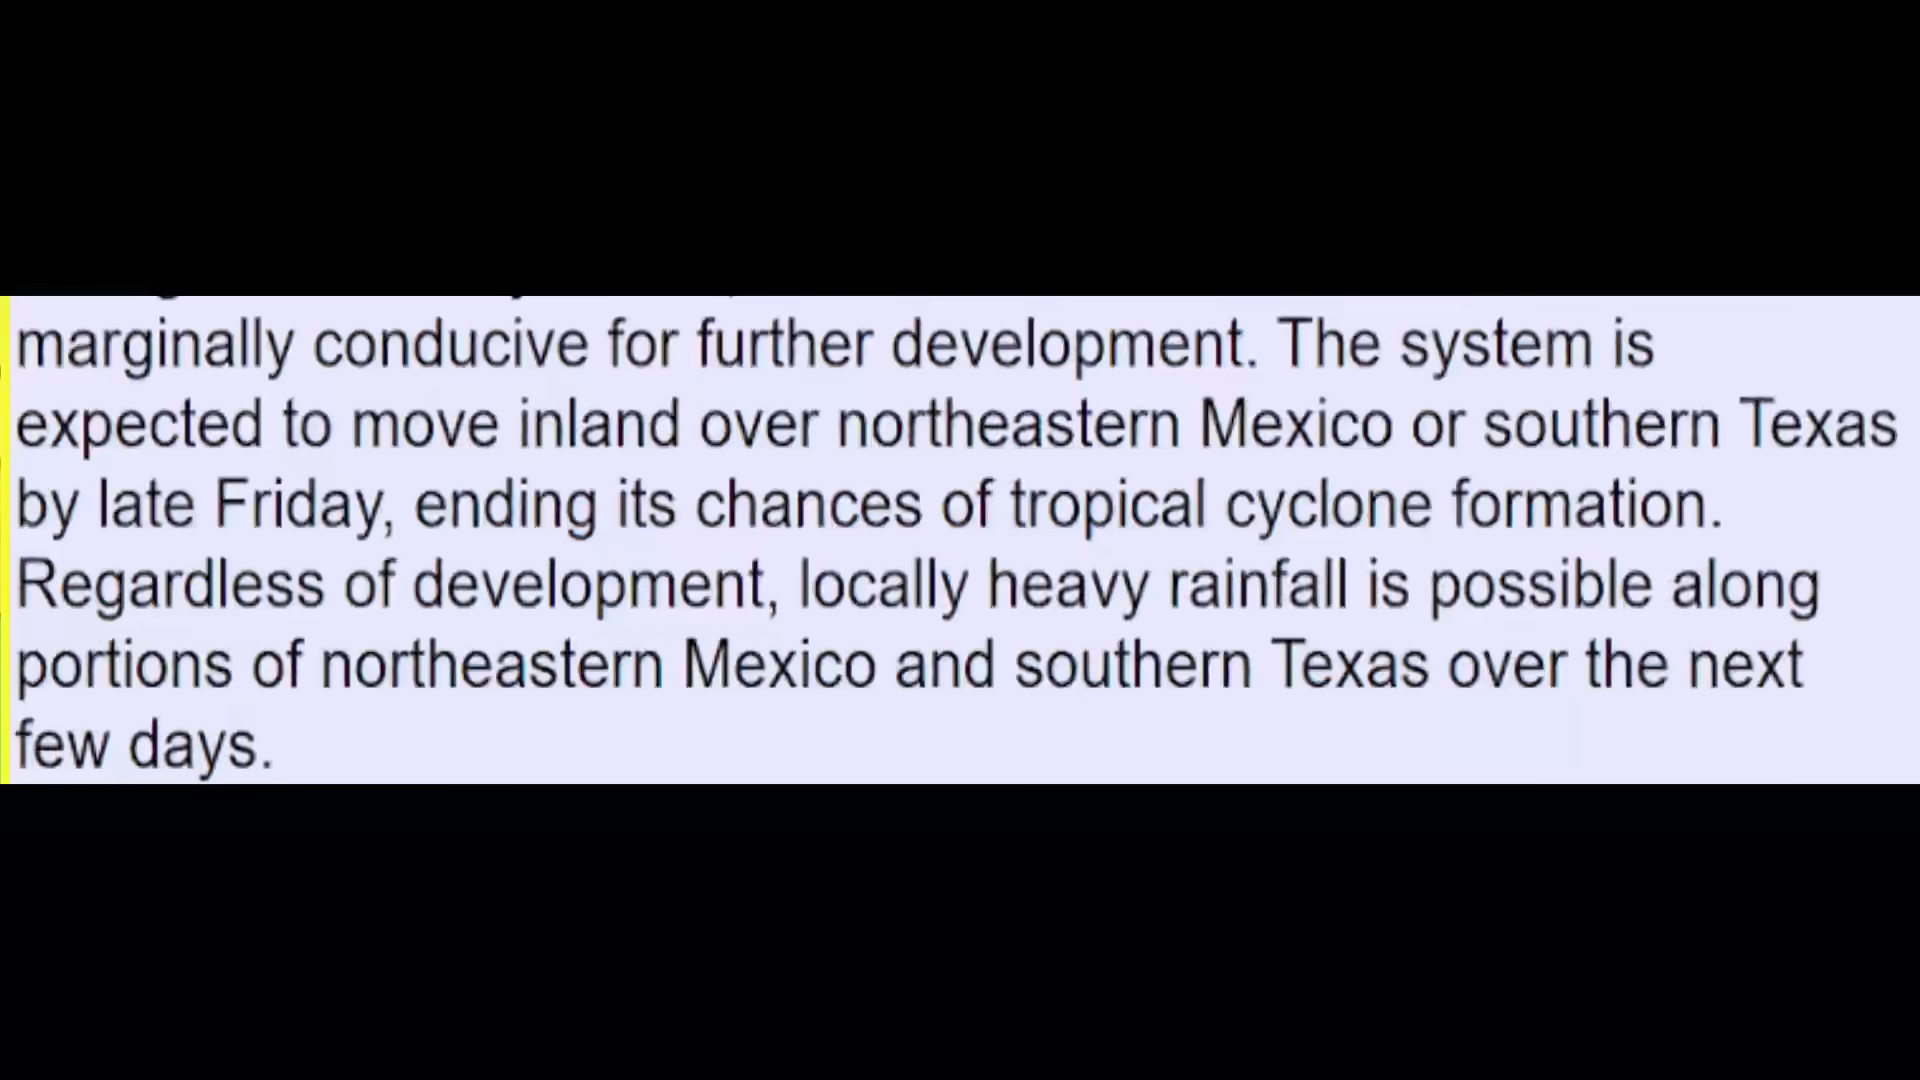 marginally conducive for further development. The system is
expected to move inland over northeastern Mexico or southern Texas
by late Friday, ending its chances of tropical cyclone formation.
Regardless of development, locally heavy rainfall is possible along
portions of northeastern Mexico and southern Texas over the next
few days.